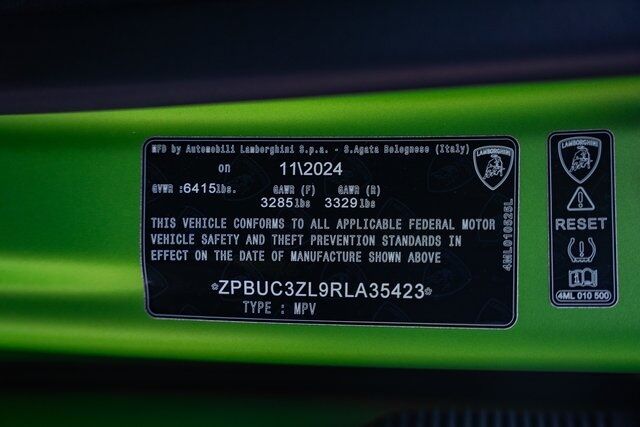 MFD by Automobili Lamborghini S.p.a. - S.Agata Bolognese (Italy)
on 11\2024
GVWR :6415lbs. GAWR (F) GAWR (R)
3285lbs 3329lbs
THIS VEHICLE CONFORMS TO ALL APPLICABLE FEDERAL MOTOR
VEHICLE SAFETY AND THEFT PREVENTION STANDARDS IN
EFFECT ON THE DATE OF MANUFACTURE SHOWN ABOVE
*ZPBUC3ZL9RLA35423*
TYPE : MPV
4ML010525L
LAMBORGHINI
LAMBORGHINI
RESET
4ML 010 500